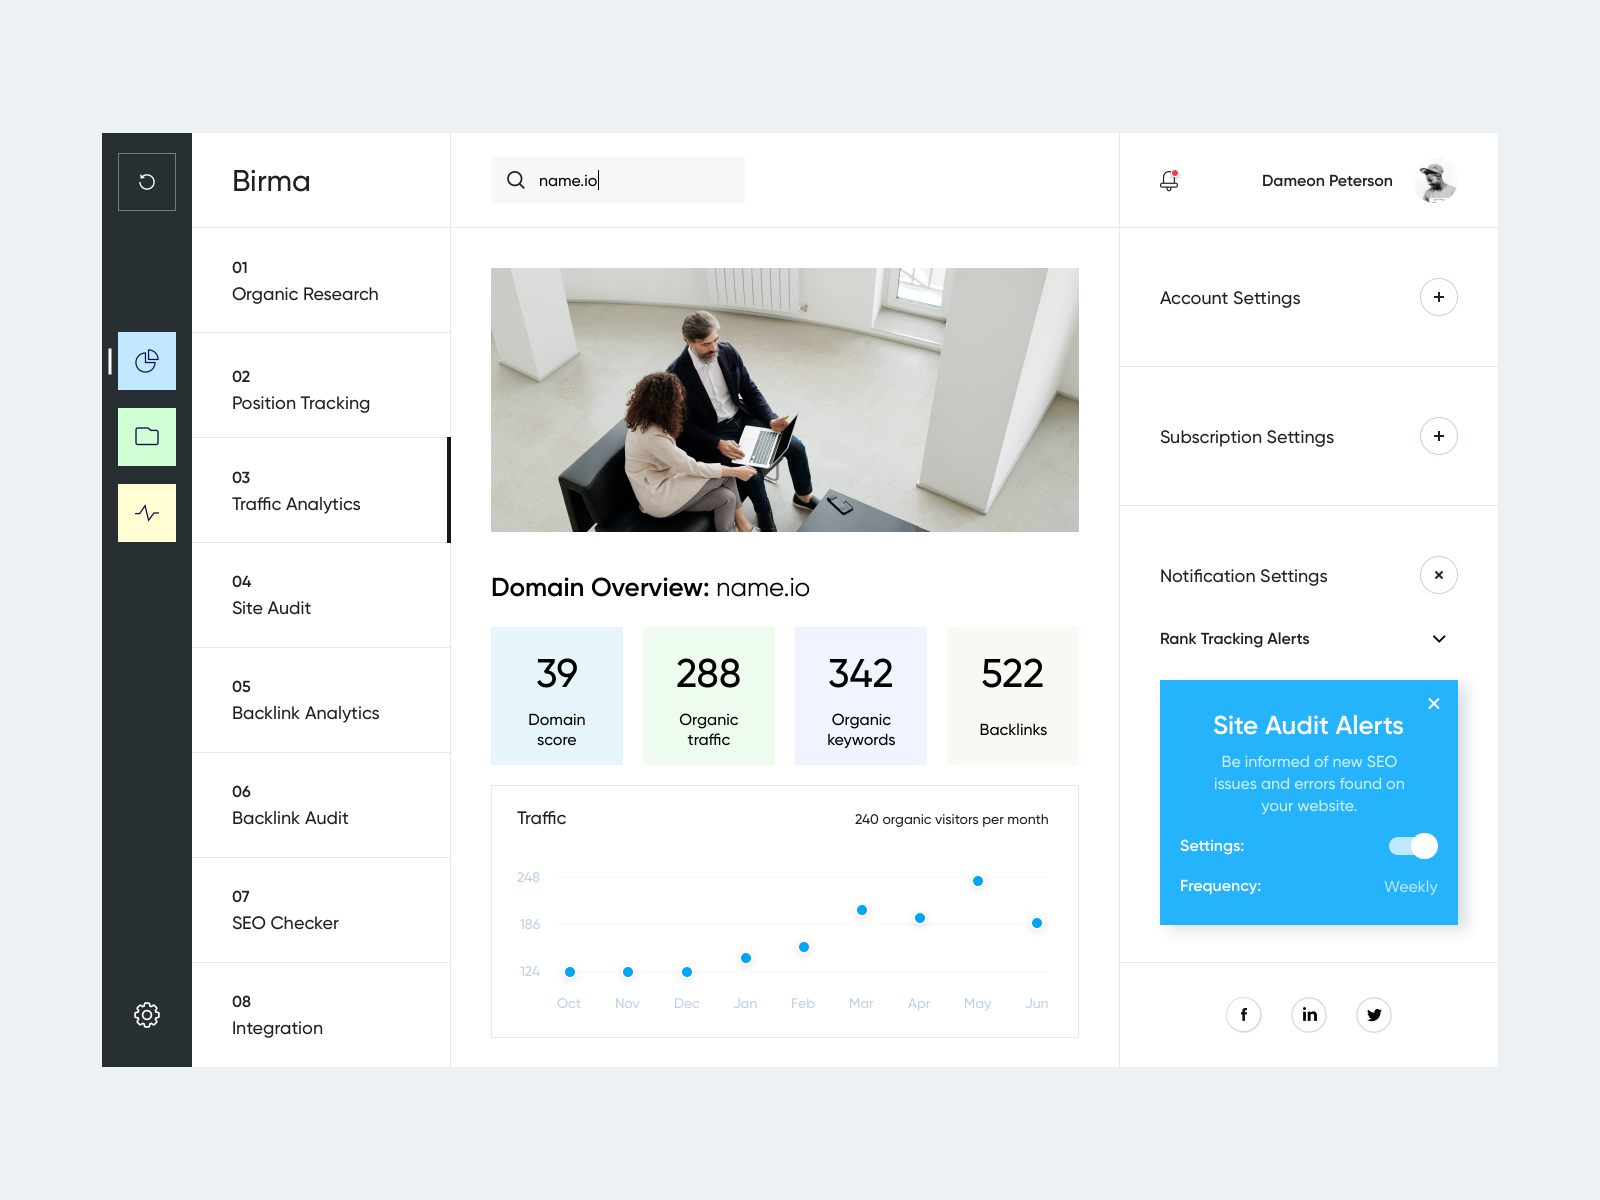 Birma
name.io
Dameon Peterson
01
Organic Research
02
Position Tracking
03
Traffic Analytics
04
Site Audit
05
Backlink Analytics
06
Backlink Audit
07
SEO Checker
08
Integration
Domain Overview: name.io
39
Domain
score
288
Organic
traffic
342
Organic
keywords
522
Backlinks
Traffic
240 organic visitors per month
248
186
124
Oct Nov Dec Jan Feb Mar Apr May Jun
Account Settings
Subscription Settings
Notification Settings
Rank Tracking Alerts
Site Audit Alerts
Be informed of new SEO
issues and errors found on
your website.
Settings:
Frequency: Weekly
f in